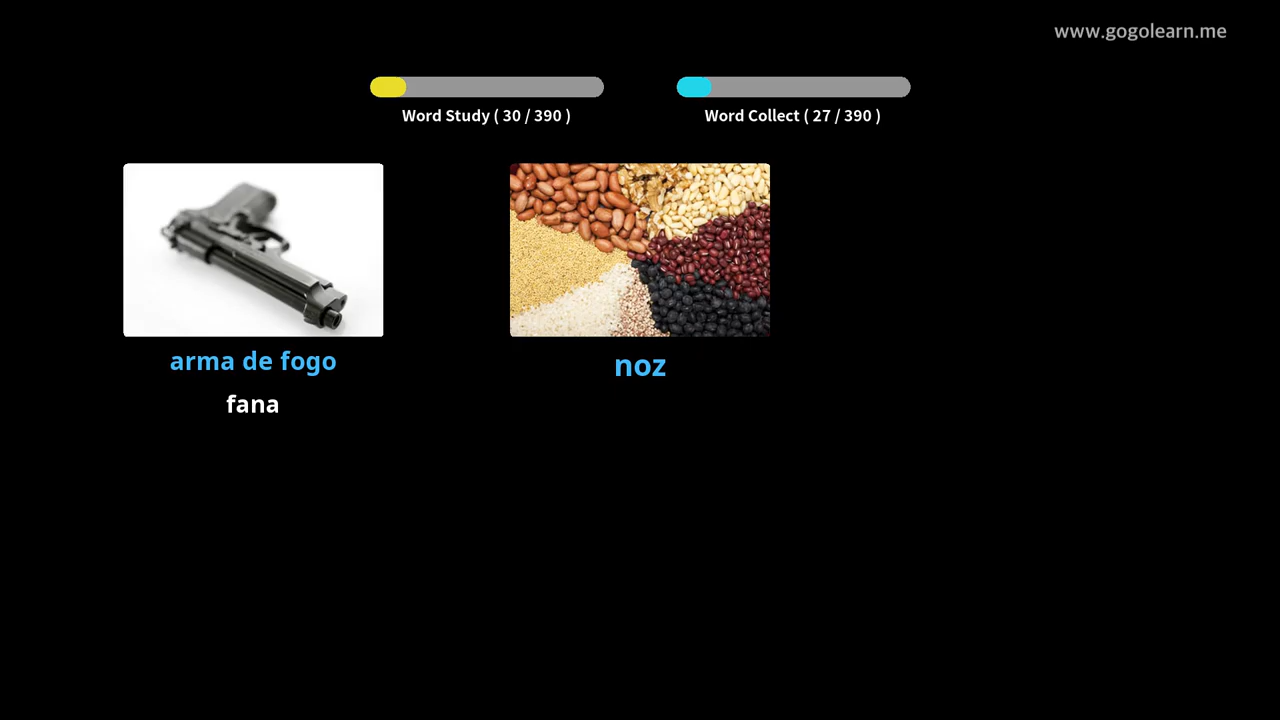 www.gogolearn.me
Word Study ( 30 / 390 )
Word Collect ( 27 / 390 )
arma de fogo
noz
fana